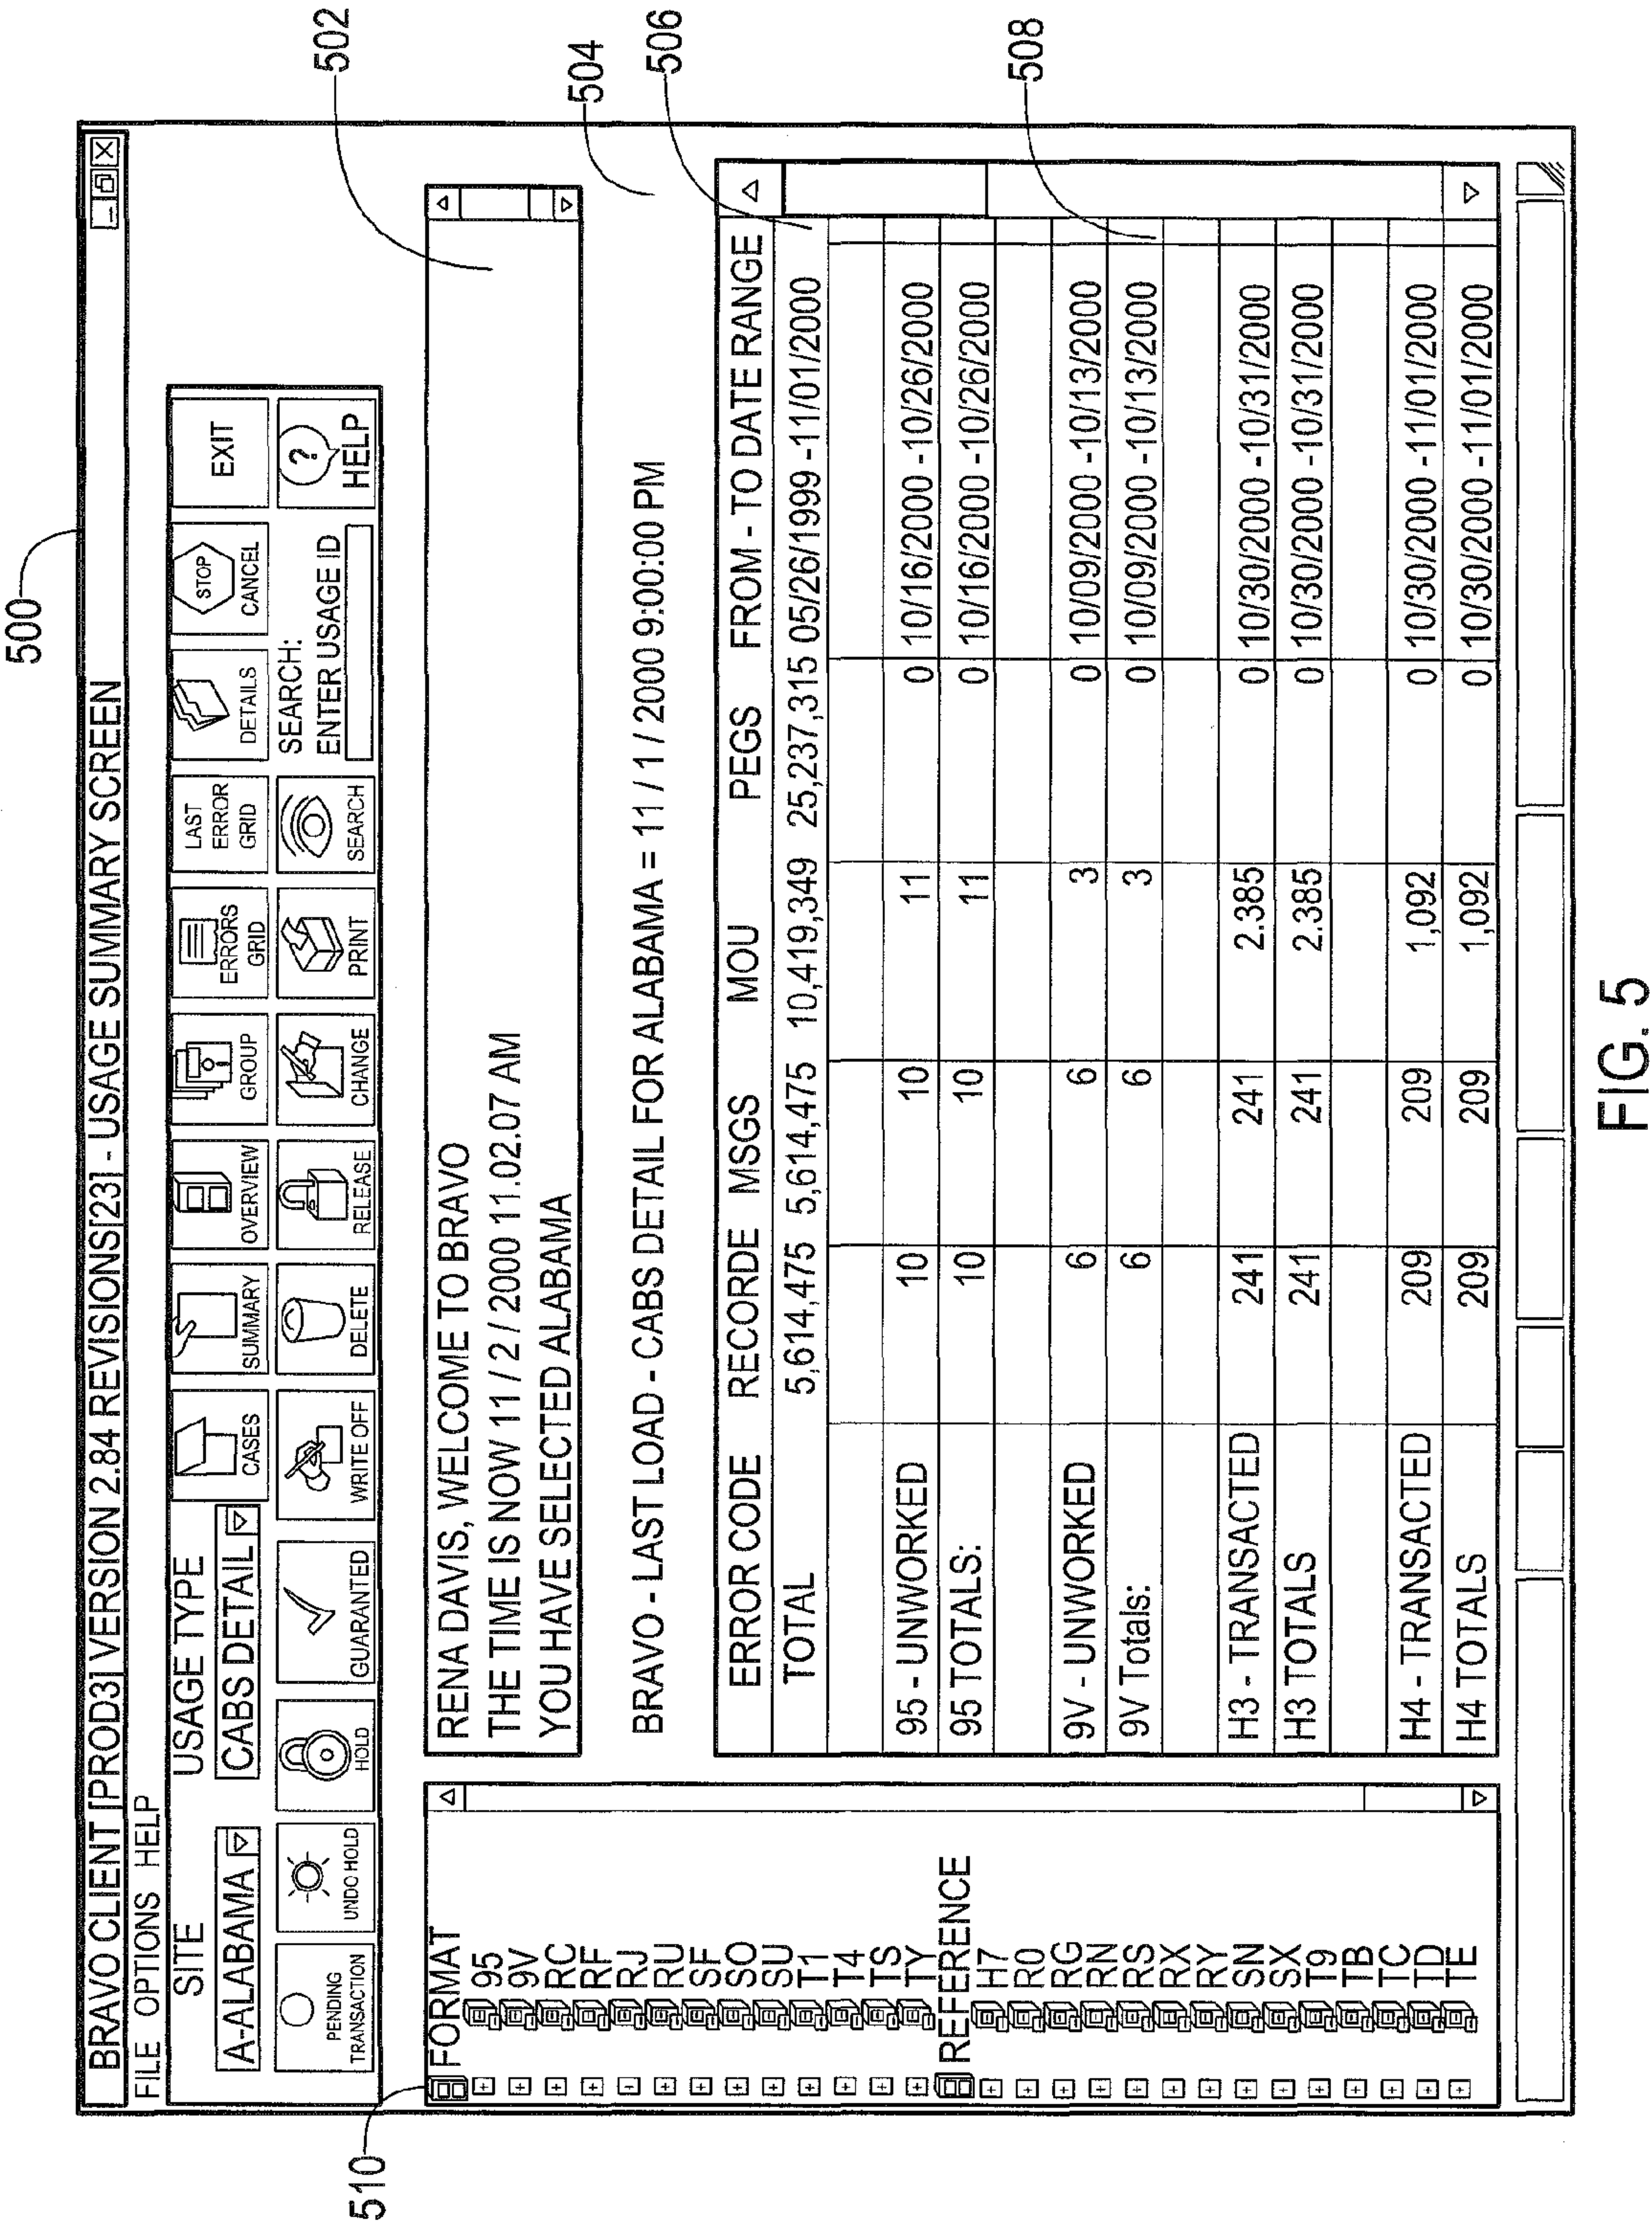 500
BRAVO CLIENT [PROD3] VERSION 2.84 REVISIONS[23] - USAGE SUMMARY SCREEN
FILE OPTIONS HELP
SITE
USAGE TYPE
A-ALABAMA
CABS DETAIL
CASES
SUMMARY
OVERVIEW
GROUP
ERRORS GRID
LAST ERROR GRID
DETAILS
STOP
CANCEL
EXIT
PENDING TRANSACTION
UNDO HOLD
HOLD
GUARANTED
WRITE OFF
DELETE
RELEASE
CHANGE
PRINT
SEARCH
SEARCH:
ENTER USAGE ID
?
HELP
502
RENA DAVIS, WELCOME TO BRAVO
THE TIME IS NOW 11 / 2 / 2000 11.02.07 AM
YOU HAVE SELECTED ALABAMA
504
BRAVO - LAST LOAD - CABS DETAIL FOR ALABAMA = 11 / 1 / 2000 9:00:00 PM
506
508
510
FORMAT
95
9V
RC
RF
RJ
RU
SF
SO
SU
T1
T4
TS
TY
REFERENCE
H7
R0
RG
RN
RS
RX
RY
SN
SX
T9
TB
TC
TD
TE
ERROR CODE RECORDE MSGS MOU PEGS FROM - TO DATE RANGE
TOTAL 5,614,475 5,614,475 10,419,349 25,237,315 05/26/1999 -11/01/2000
95 - UNWORKED 10 10 11 0 10/16/2000 -10/26/2000
95 TOTALS: 10 10 11 0 10/16/2000 -10/26/2000
9V - UNWORKED 6 6 3 0 10/09/2000 -10/13/2000
9V Totals: 6 6 3 0 10/09/2000 -10/13/2000
H3 - TRANSACTED 241 241 2.385 0 10/30/2000 -10/31/2000
H3 TOTALS 241 241 2.385 0 10/30/2000 -10/31/2000
H4 - TRANSACTED 209 209 1,092 0 10/30/2000 -11/01/2000
H4 TOTALS 209 209 1,092 0 10/30/2000 -11/01/2000
FIG. 5